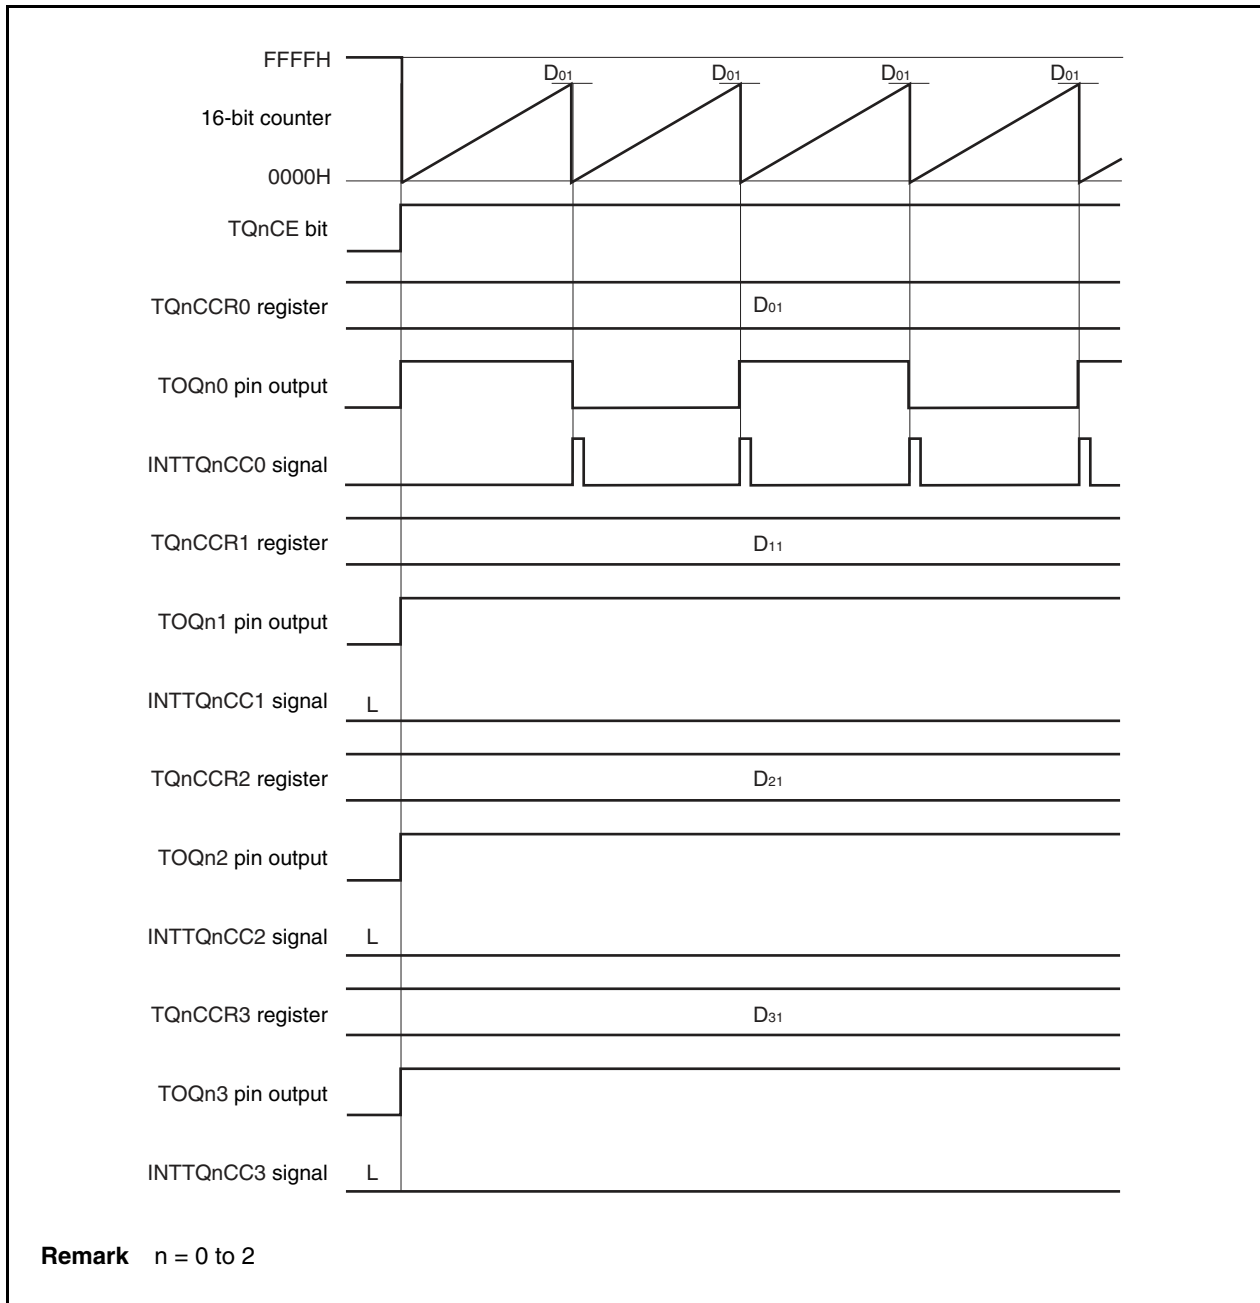 FFFFH
D01 D01 D01 D01
16-bit counter
0000H
TQnCE bit
TQnCCR0 register D01
TOQn0 pin output
INTTQnCC0 signal
TQnCCR1 register D11
TOQn1 pin output
INTTQnCC1 signal L
TQnCCR2 register D21
TOQn2 pin output
INTTQnCC2 signal L
TQnCCR3 register D31
TOQn3 pin output
INTTQnCC3 signal L
Remark n = 0 to 2